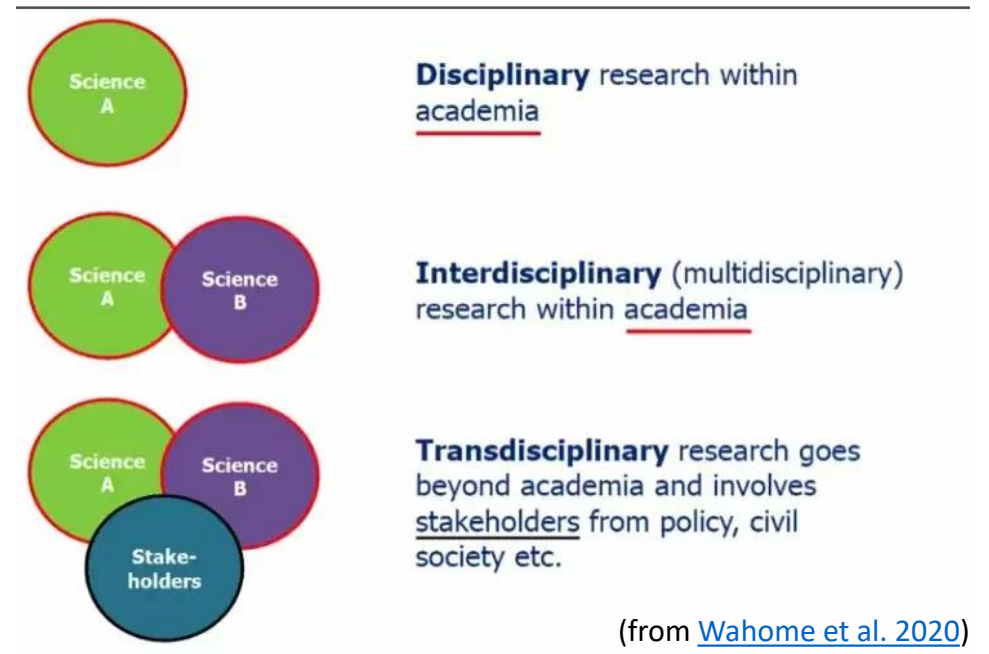 Science
A
Disciplinary research within
academia
Science
A
Science
B
Interdisciplinary (multidisciplinary)
research within academia
Science
A
Science
B
Stake-
holders
Transdisciplinary research goes
beyond academia and involves
stakeholders from policy, civil
society etc.
(from Wahome et al. 2020)